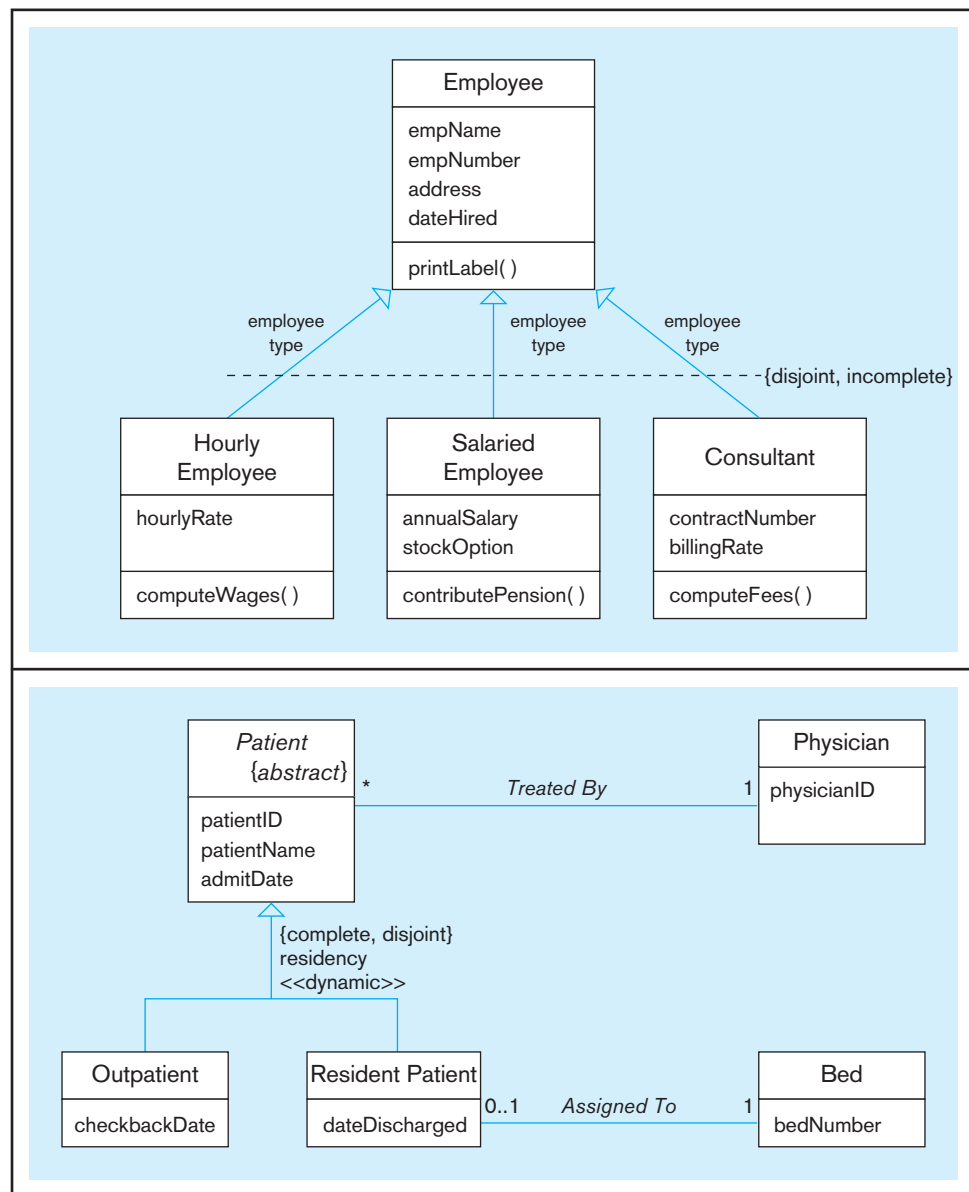 Employee
empName
empNumber
address
dateHired
printLabel( )
employee
type
employee
type
employee
type
{disjoint, incomplete}
Hourly
Employee
hourlyRate
computeWages( )
Salaried
Employee
annualSalary
stockOption
contributePension( )
Consultant
contractNumber
billingRate
computeFees( )
Patient
{abstract}
patientID
patientName
admitDate
* Treated By 1
Physician
physicianID
{complete, disjoint}
residency
<<dynamic>>
Outpatient
checkbackDate
Resident Patient
dateDischarged
0..1 Assigned To 1
Bed
bedNumber